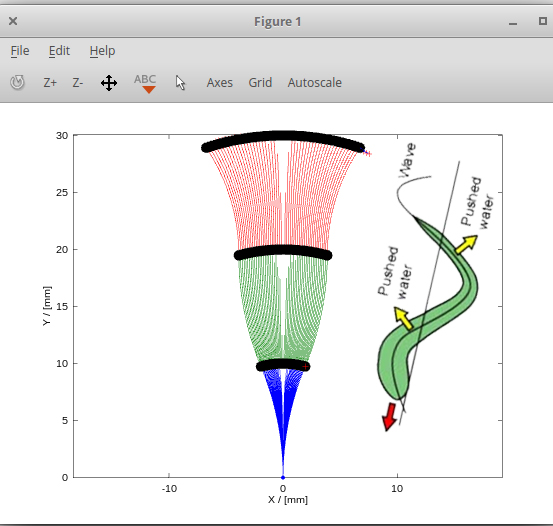 Figure 1
File Edit Help
Z+ Z- ABC Axes Grid Autoscale
30
25
20
15
10
5
0
Y / [mm]
-10 0 10
X / [mm]
Wave
Pushed
water
Pushed
water